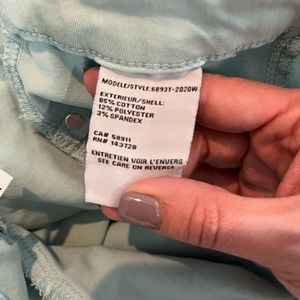 MODELE/STYLE:6893T-2020W
EXTERIEUR/SHELL:
85% COTTON
12% POLYESTER
3% SPANDEX
CA# 58911
RN# 143728
ENTRETIEN VOIR L'ENVERS
SEE CARE ON REVERSE